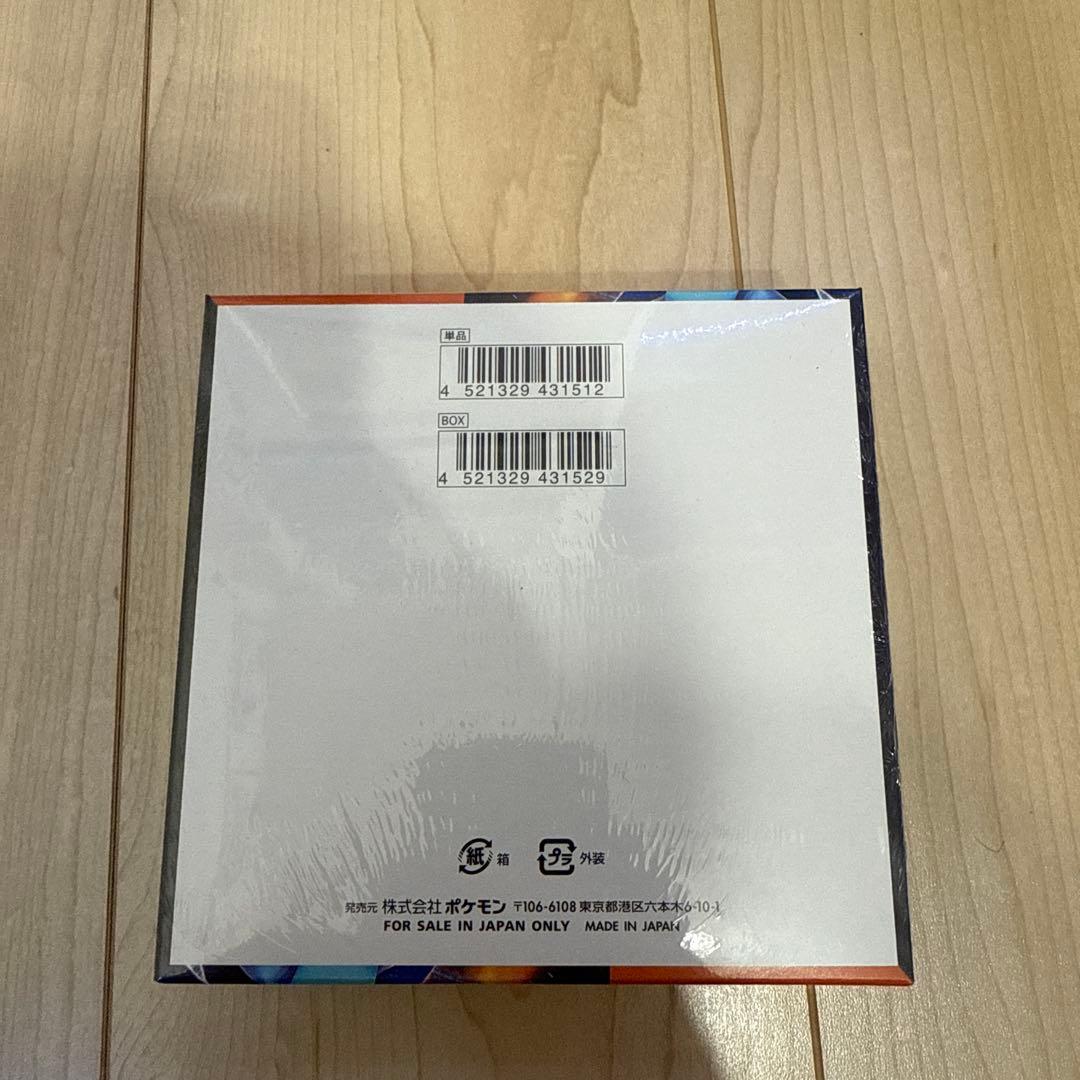 単品
4 521329 431512
BOX
4 521329 431529
紙 箱 プラ 外装
発売元 株式会社 ポケモン 〒106-6108 東京都港区六本木6-10-1
FOR SALE IN JAPAN ONLY MADE IN JAPAN